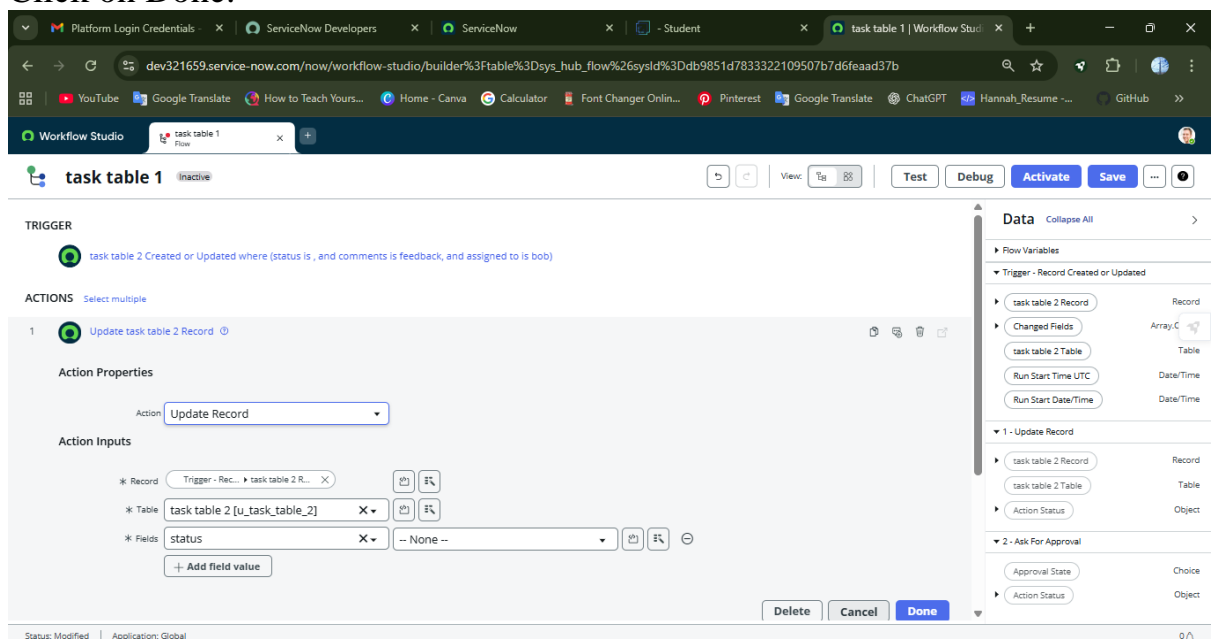 Click on Done.
Platform Login Credentials -
ServiceNow Developers
ServiceNow
- Student
task table 1 | Workflow Studi
dev321659.service-now.com/now/workflow-studio/builder%3Ftable%3Dsys_hub_flow%26sysId%3Ddb9851d7833322109507b7d6feaad37b
YouTube
Google Translate
How to Teach Yours...
Home - Canva
Calculator
Font Changer Onlin...
Pinterest
Google Translate
ChatGPT
Hannah_Resume -...
GitHub
Workflow Studio
task table 1
Flow
task table 1 Inactive
View:
Test
Debug
Activate
Save
TRIGGER
task table 2 Created or Updated where (status is , and comments is feedback, and assigned to is bob)
ACTIONS Select multiple
1 Update task table 2 Record
Action Properties
Action Update Record
Action Inputs
* Record Trigger - Rec... ▸ task table 2 R...
* Table task table 2 [u_task_table_2]
* Fields status -- None --
+ Add field value
Delete Cancel Done
Data Collapse All
Flow Variables
Trigger - Record Created or Updated
task table 2 Record Record
Changed Fields Array.
task table 2 Table Table
Run Start Time UTC Date/Time
Run Start Date/Time Date/Time
1 - Update Record
task table 2 Record Record
task table 2 Table Table
Action Status Object
2 - Ask For Approval
Approval State Choice
Action Status Object
Status: Modified | Application: Global